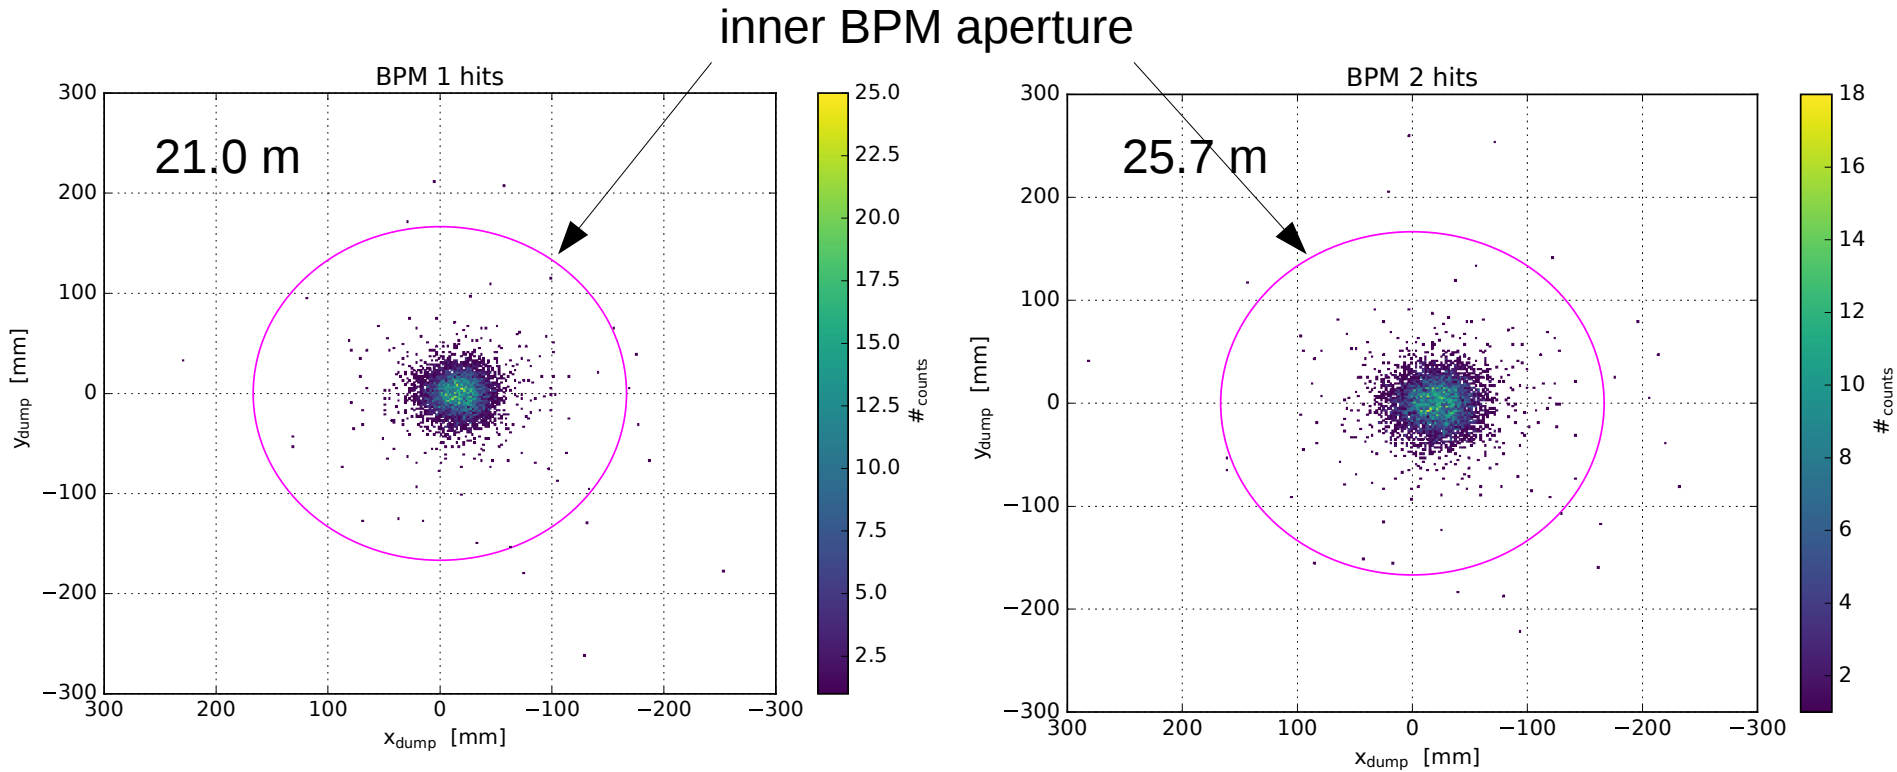 inner BPM aperture
BPM 1 hits
21.0 m
300
200
100
0
−100
−200
−300
y_dump [mm]
300 200 100 0 −100 −200 −300
x_dump [mm]
25.0
22.5
20.0
17.5
15.0
12.5
10.0
7.5
5.0
2.5
# counts
BPM 2 hits
25.7 m
300
200
100
0
−100
−200
−300
y_dump [mm]
300 200 100 0 −100 −200 −300
x_dump [mm]
18
16
14
12
10
8
6
4
2
# counts